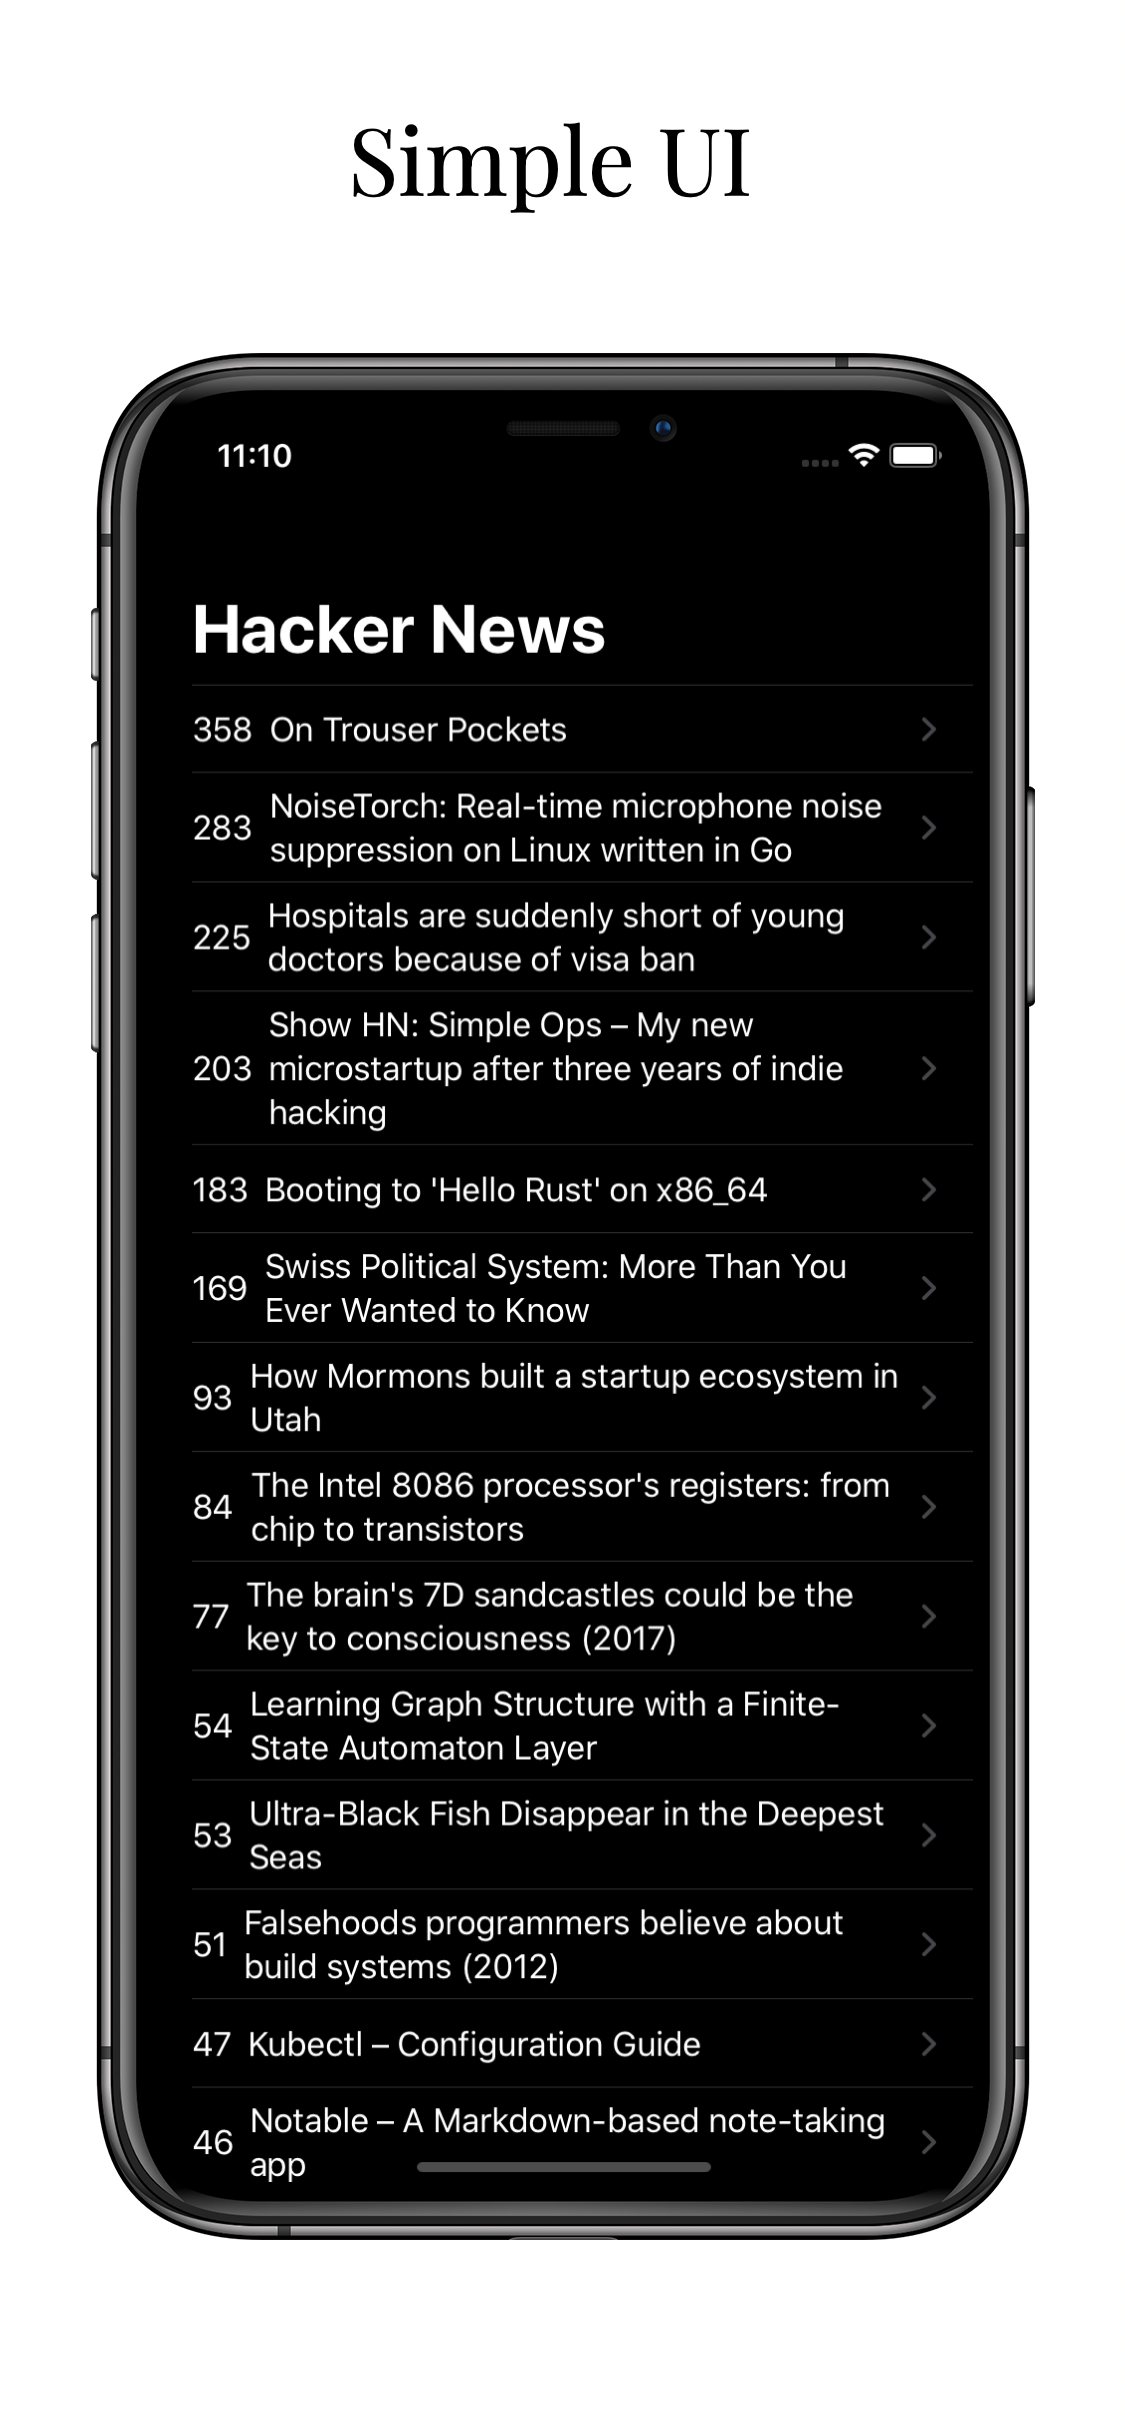 Simple UI
11:10
Hacker News
358 On Trouser Pockets
283 NoiseTorch: Real-time microphone noise
suppression on Linux written in Go
225 Hospitals are suddenly short of young
doctors because of visa ban
203 Show HN: Simple Ops – My new
microstartup after three years of indie
hacking
183 Booting to 'Hello Rust' on x86_64
169 Swiss Political System: More Than You
Ever Wanted to Know
93 How Mormons built a startup ecosystem in
Utah
84 The Intel 8086 processor's registers: from
chip to transistors
77 The brain's 7D sandcastles could be the
key to consciousness (2017)
54 Learning Graph Structure with a Finite-
State Automaton Layer
53 Ultra-Black Fish Disappear in the Deepest
Seas
51 Falsehoods programmers believe about
build systems (2012)
47 Kubectl – Configuration Guide
46 Notable – A Markdown-based note-taking
app